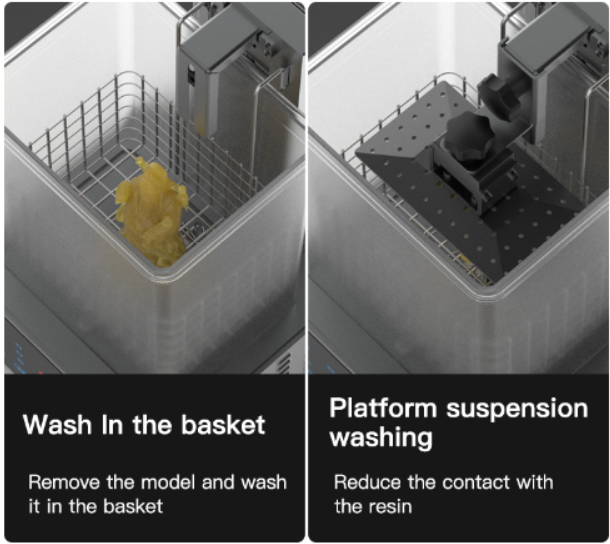 Wash In the basket
Remove the model and wash
it in the basket
Platform suspension
washing
Reduce the contact with
the resin